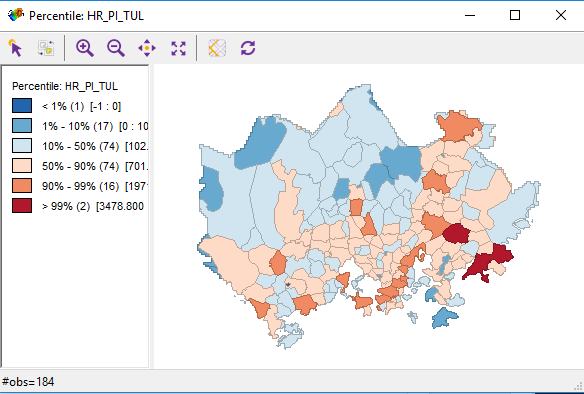 Percentile: HR_PI_TUL
Percentile: HR_PI_TUL
< 1% (1) [-1 : 0]
1% - 10% (17) [0 : 10
10% - 50% (74) [102.
50% - 90% (74) [701.
90% - 99% (16) [197
> 99% (2) [3478.800
#obs=184